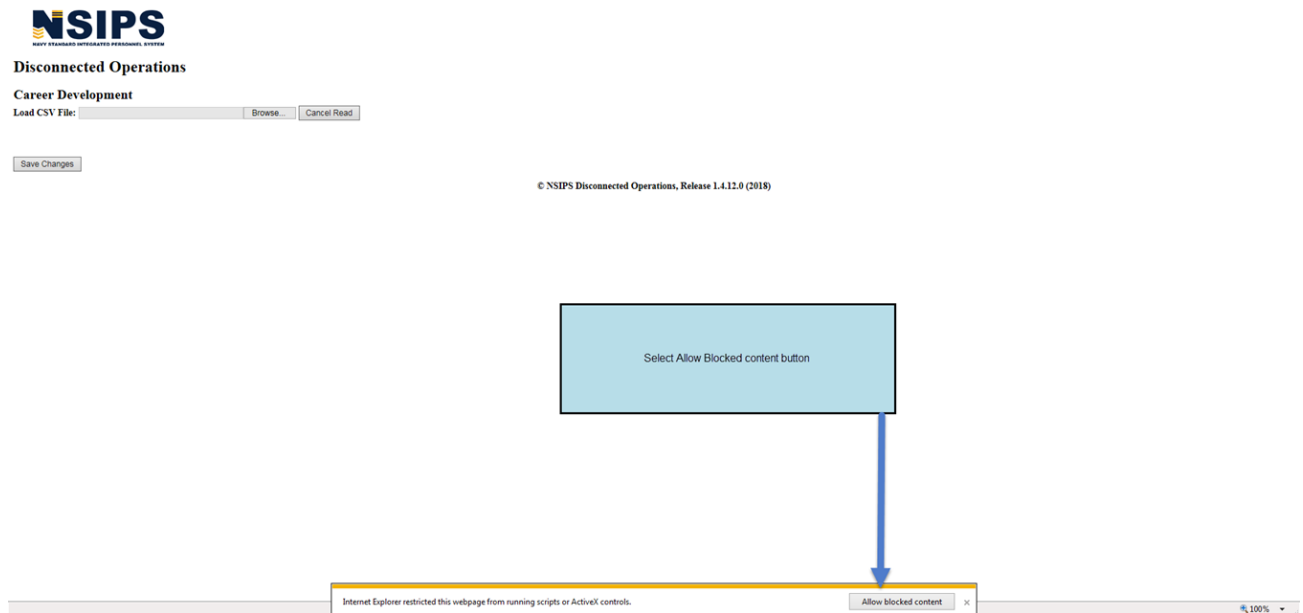 NSIPS
NAVY STANDARD INTEGRATED PERSONNEL SYSTEM
Disconnected Operations
Career Development
Load CSV File: Browse... Cancel Read
Save Changes
© NSIPS Disconnected Operations, Release 1.4.12.0 (2018)
Select Allow Blocked content button
Internet Explorer restricted this webpage from running scripts or ActiveX controls. Allow blocked content ×
100%